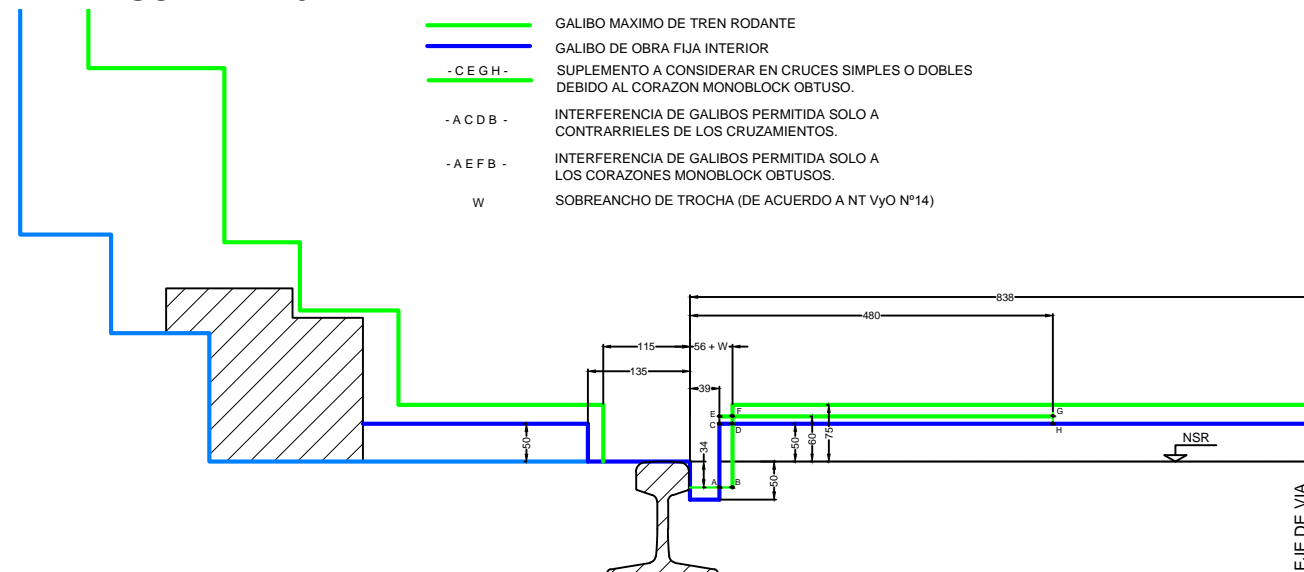 GALIBO MAXIMO DE TREN RODANTE
GALIBO DE OBRA FIJA INTERIOR
- C E G H -
SUPLEMENTO A CONSIDERAR EN CRUCES SIMPLES O DOBLES
DEBIDO AL CORAZON MONOBLOCK OBTUSO.
- A C D B -
INTERFERENCIA DE GALIBOS PERMITIDA SOLO A
CONTRARRIELES DE LOS CRUZAMIENTOS.
- A E F B -
INTERFERENCIA DE GALIBOS PERMITIDA SOLO A
LOS CORAZONES MONOBLOCK OBTUSOS.
W
SOBREANCHO DE TROCHA (DE ACUERDO A NT VyO Nº14)
838
480
115
56 + W
135
39
E
F
G
C
D
H
50
34
50
60
75
NSR
A
B
50
EJE DE VIA